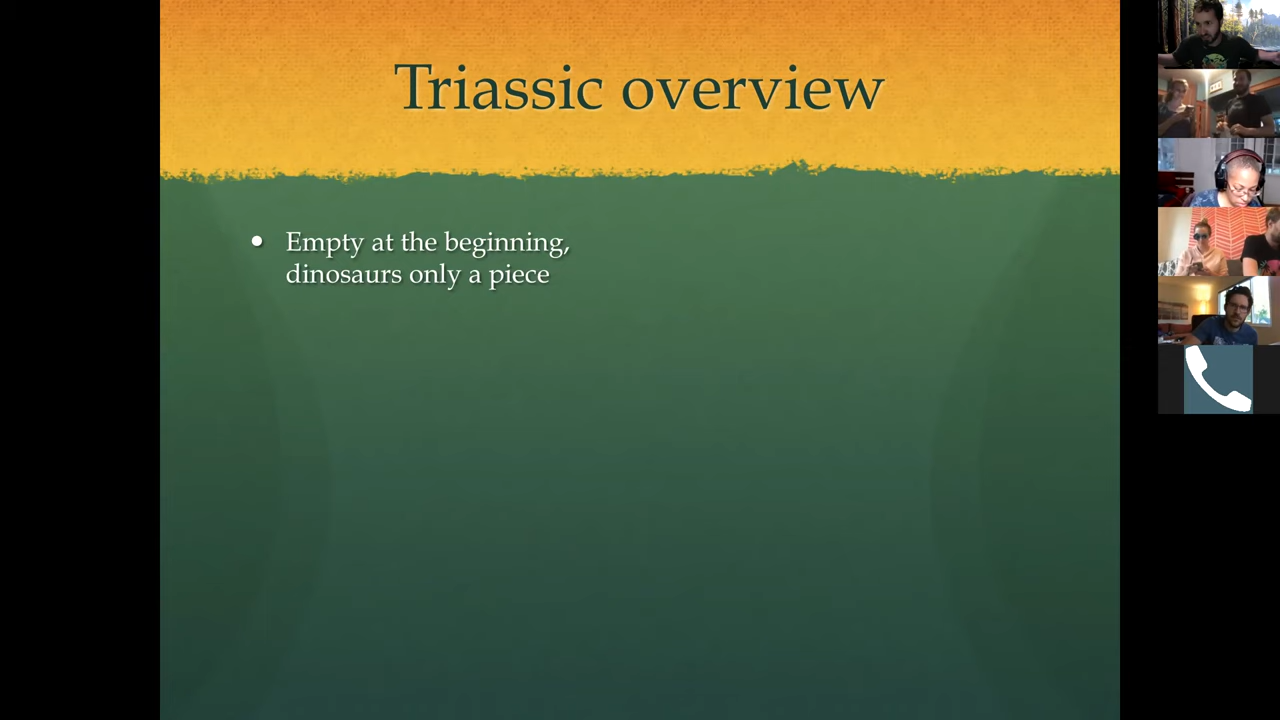 Triassic overview
• Empty at the beginning,
dinosaurs only a piece